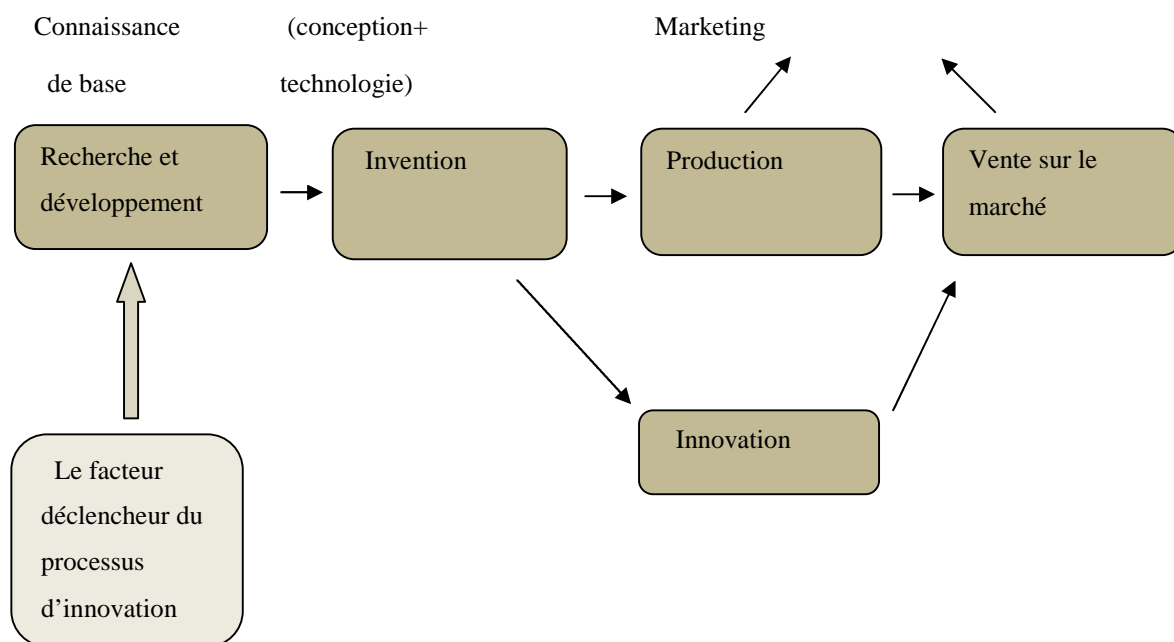 Connaissance
de base
(conception+
technologie)
Marketing
Recherche et
développement
Invention
Production
Vente sur le
marché
Innovation
Le facteur
déclencheur du
processus
d’innovation